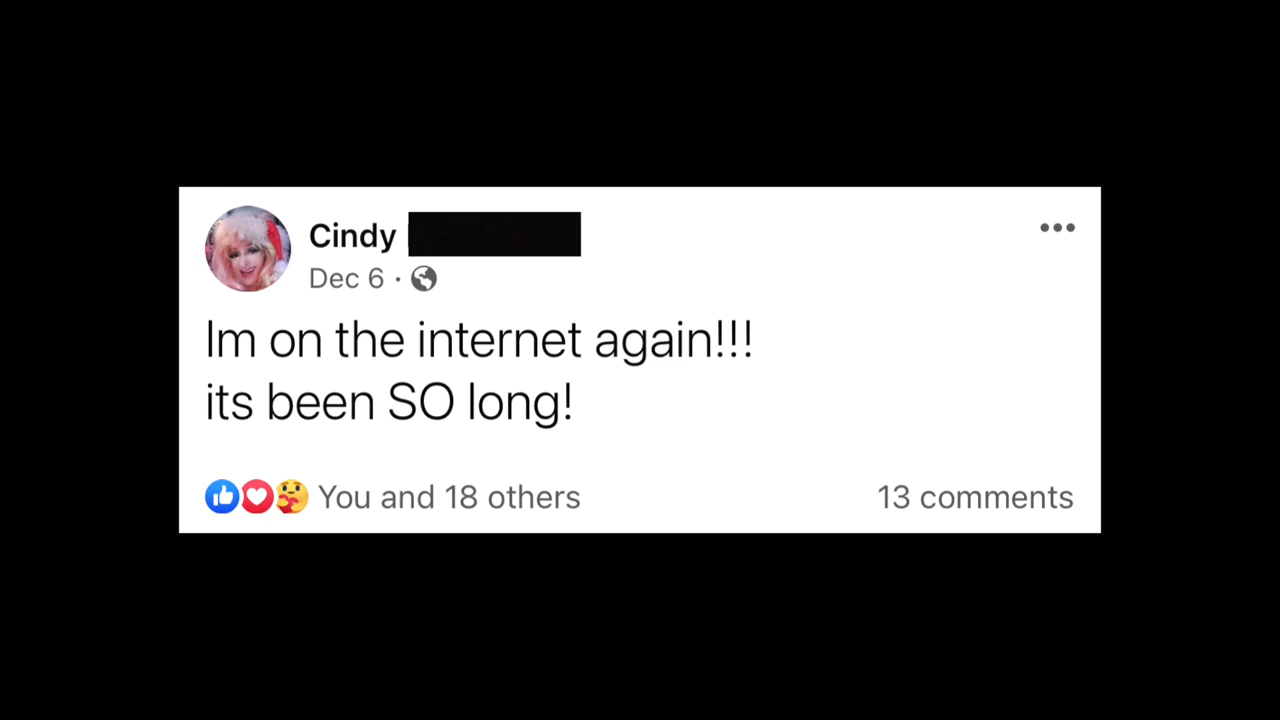 Cindy
Dec 6 ·
Im on the internet again!!!
its been SO long!
You and 18 others
13 comments